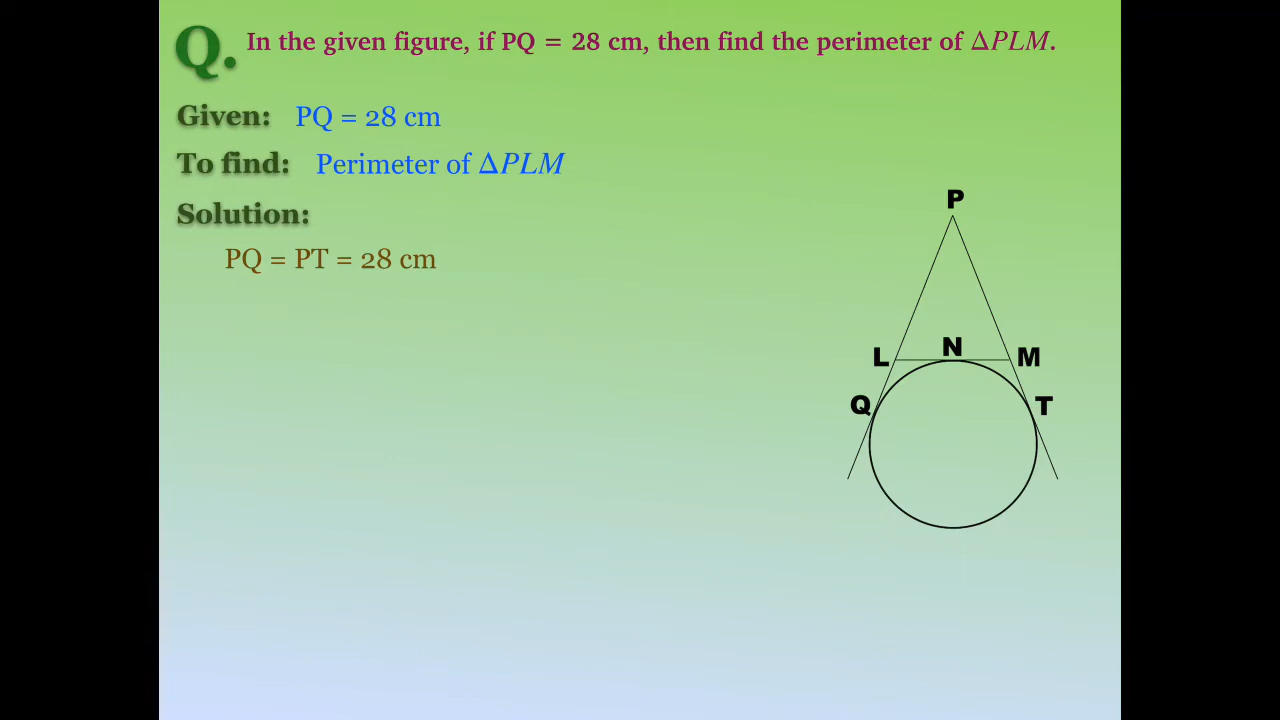 Q. In the given figure, if PQ = 28 cm, then find the perimeter of Δ𝑃𝐿𝑀.
Given: PQ = 28 cm
To find: Perimeter of Δ𝑃𝐿𝑀
Solution:
PQ = PT = 28 cm
P
L N M
Q T